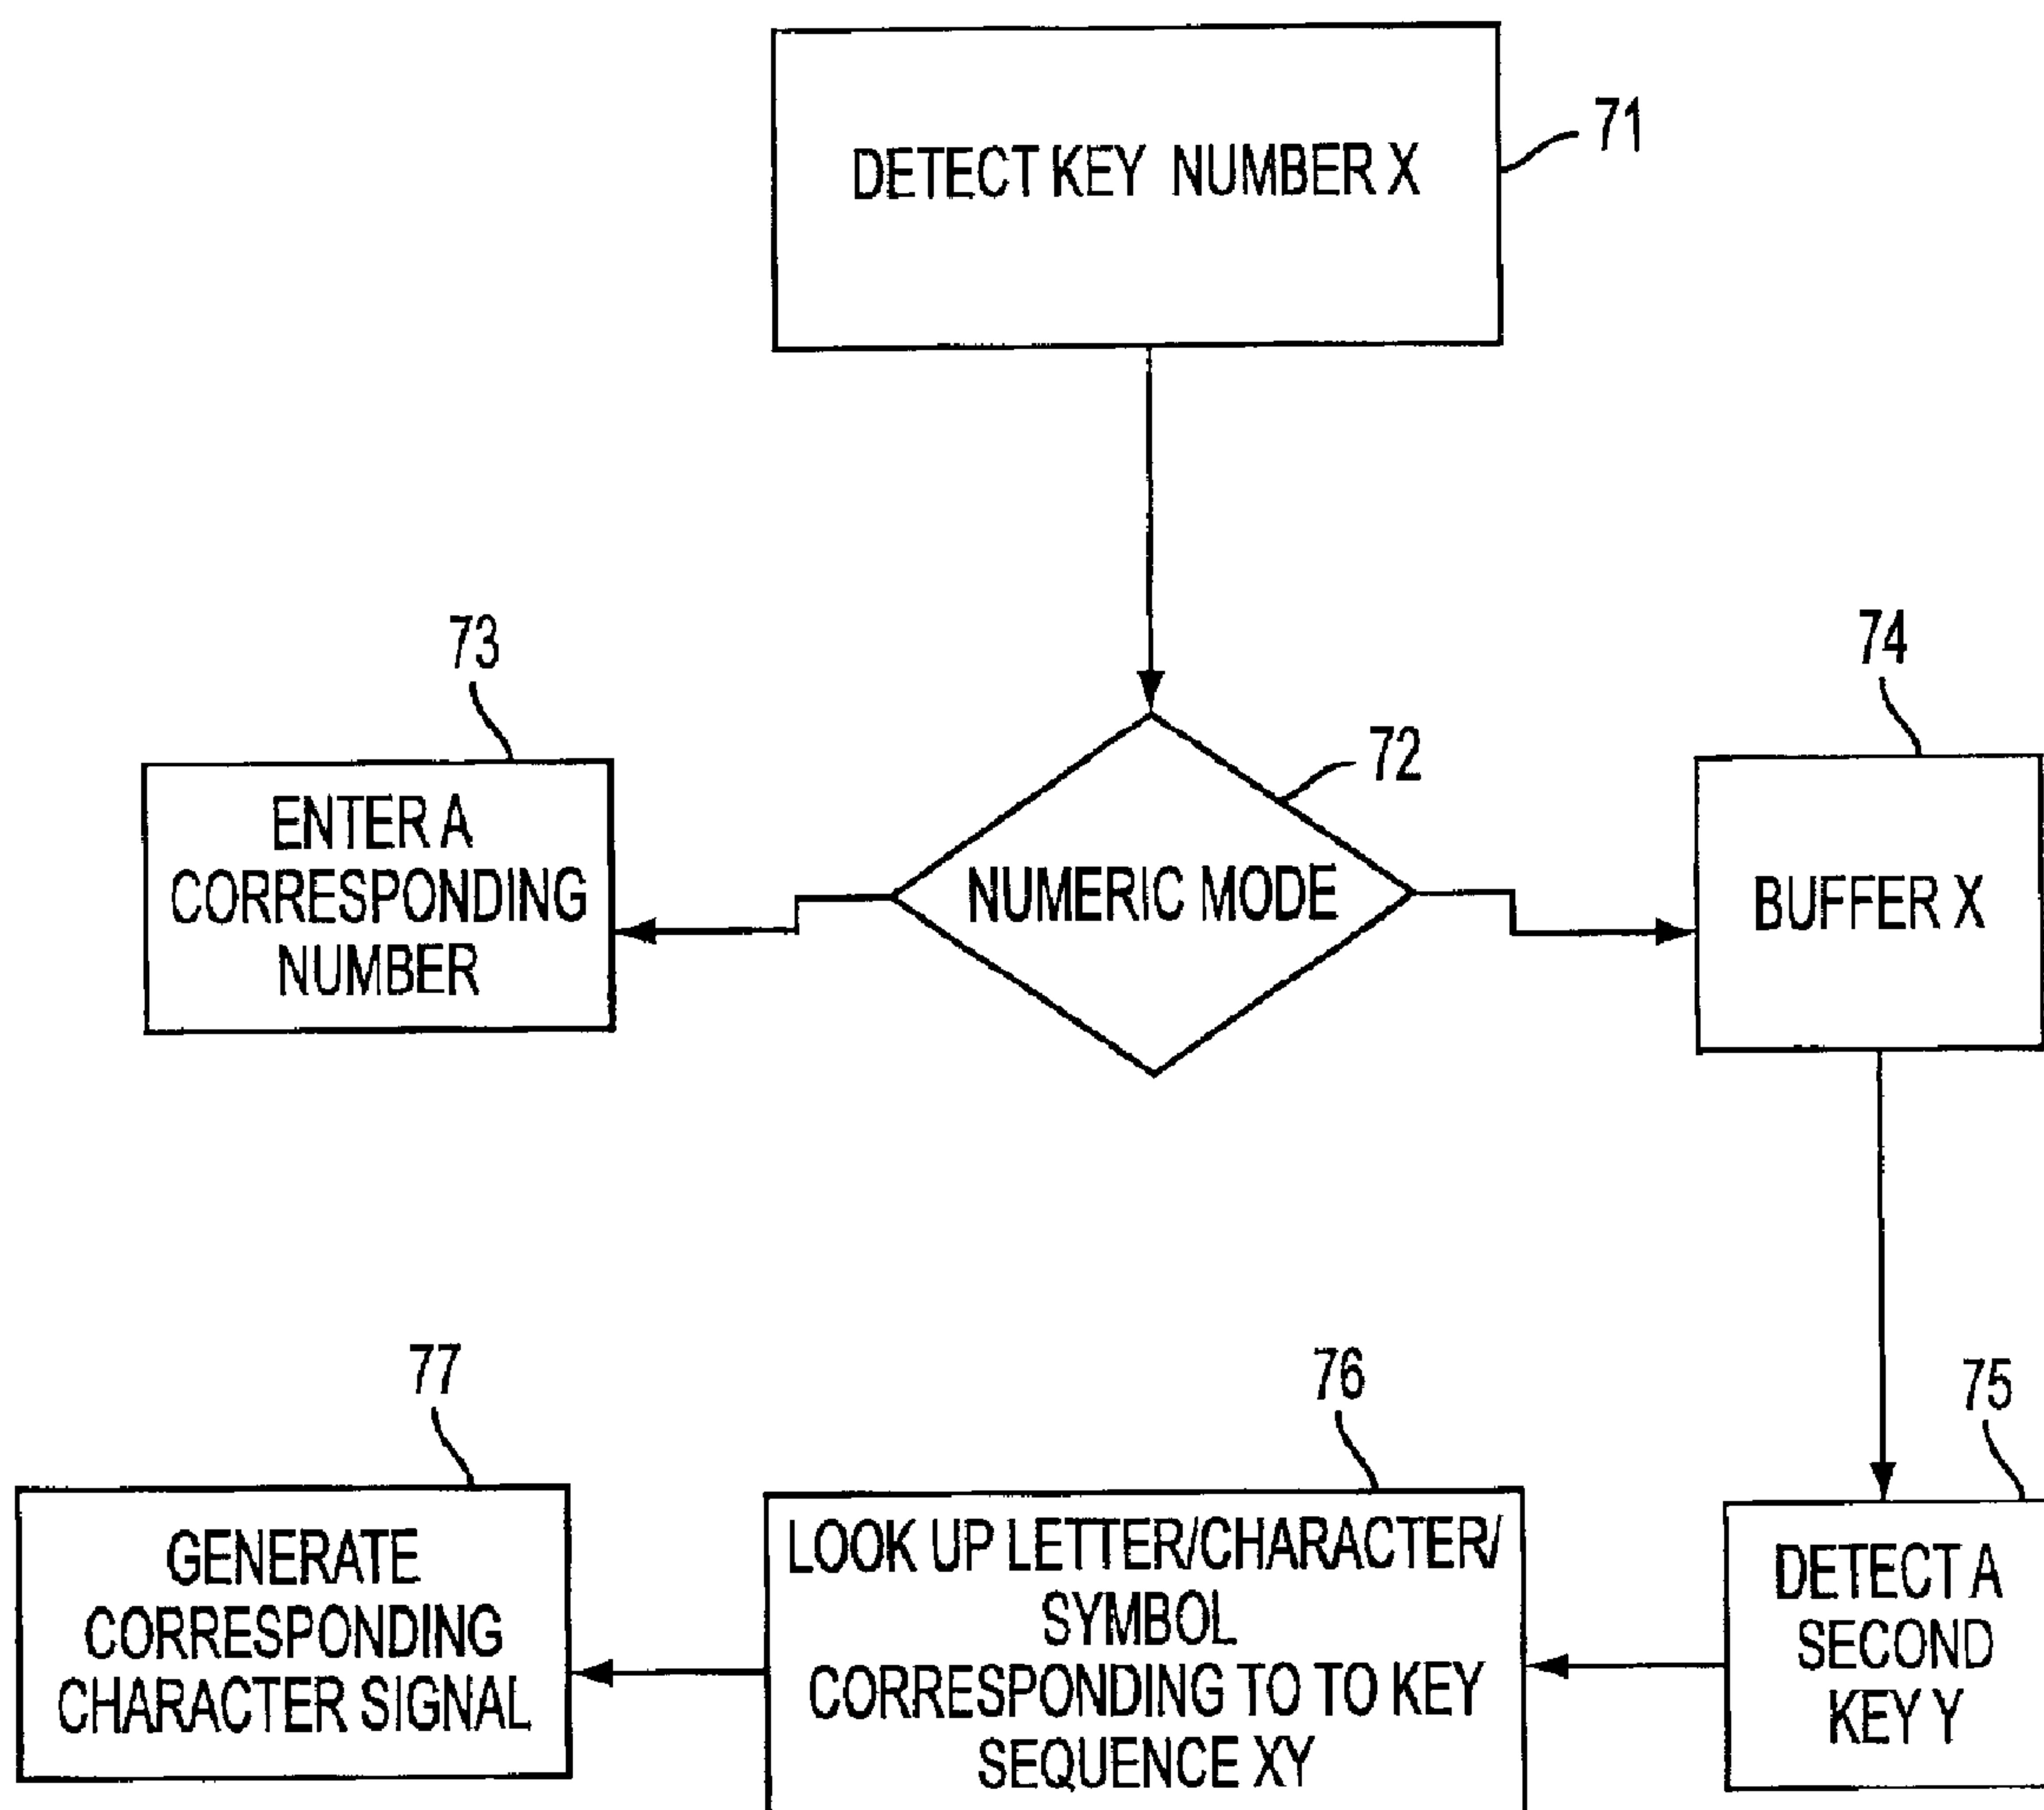 71
DETECT KEY NUMBER X
73
74
72
ENTER A
CORRESPONDING
NUMBER
NUMERIC MODE
BUFFER X
77
76
75
GENERATE
CORRESPONDING
CHARACTER SIGNAL
LOOK UP LETTER/CHARACTER/
SYMBOL
CORRESPONDING TO TO KEY
SEQUENCE XY
DETECT A
SECOND
KEY Y